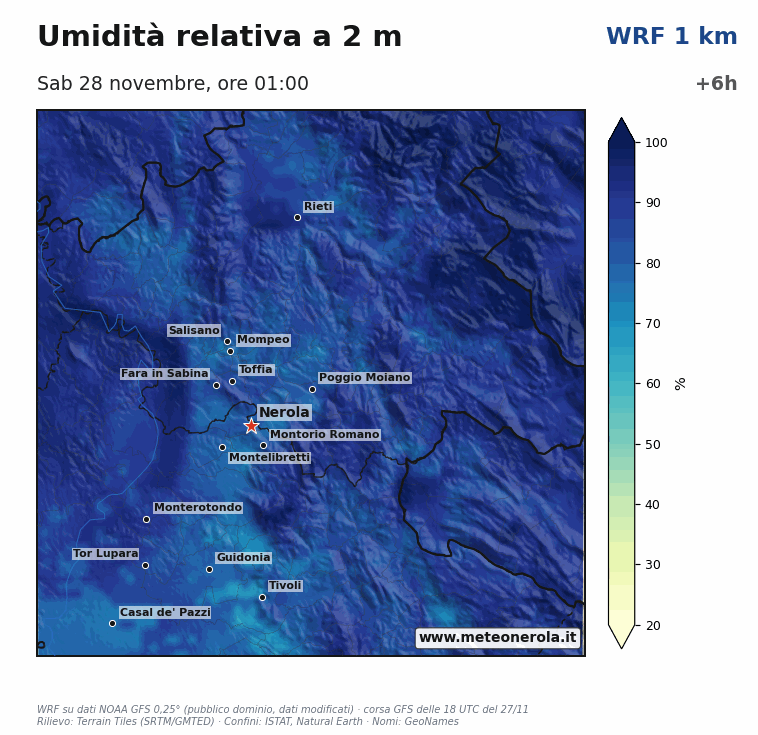 Umidità relativa a 2 m
WRF 1 km
Sab 28 novembre, ore 01:00
+6h
Rieti
Salisano
Mompeo
Toffia
Fara in Sabina
Poggio Moiano
Nerola
Montorio Romano
Montelibretti
Monterotondo
Tor Lupara
Guidonia
Tivoli
Casal de' Pazzi
www.meteonerola.it
100
90
80
70
60
50
40
30
20
%
WRF su dati NOAA GFS 0,25° (pubblico dominio, dati modificati) · corsa GFS delle 18 UTC del 27/11
Rilievo: Terrain Tiles (SRTM/GMTED) · Confini: ISTAT, Natural Earth · Nomi: GeoNames